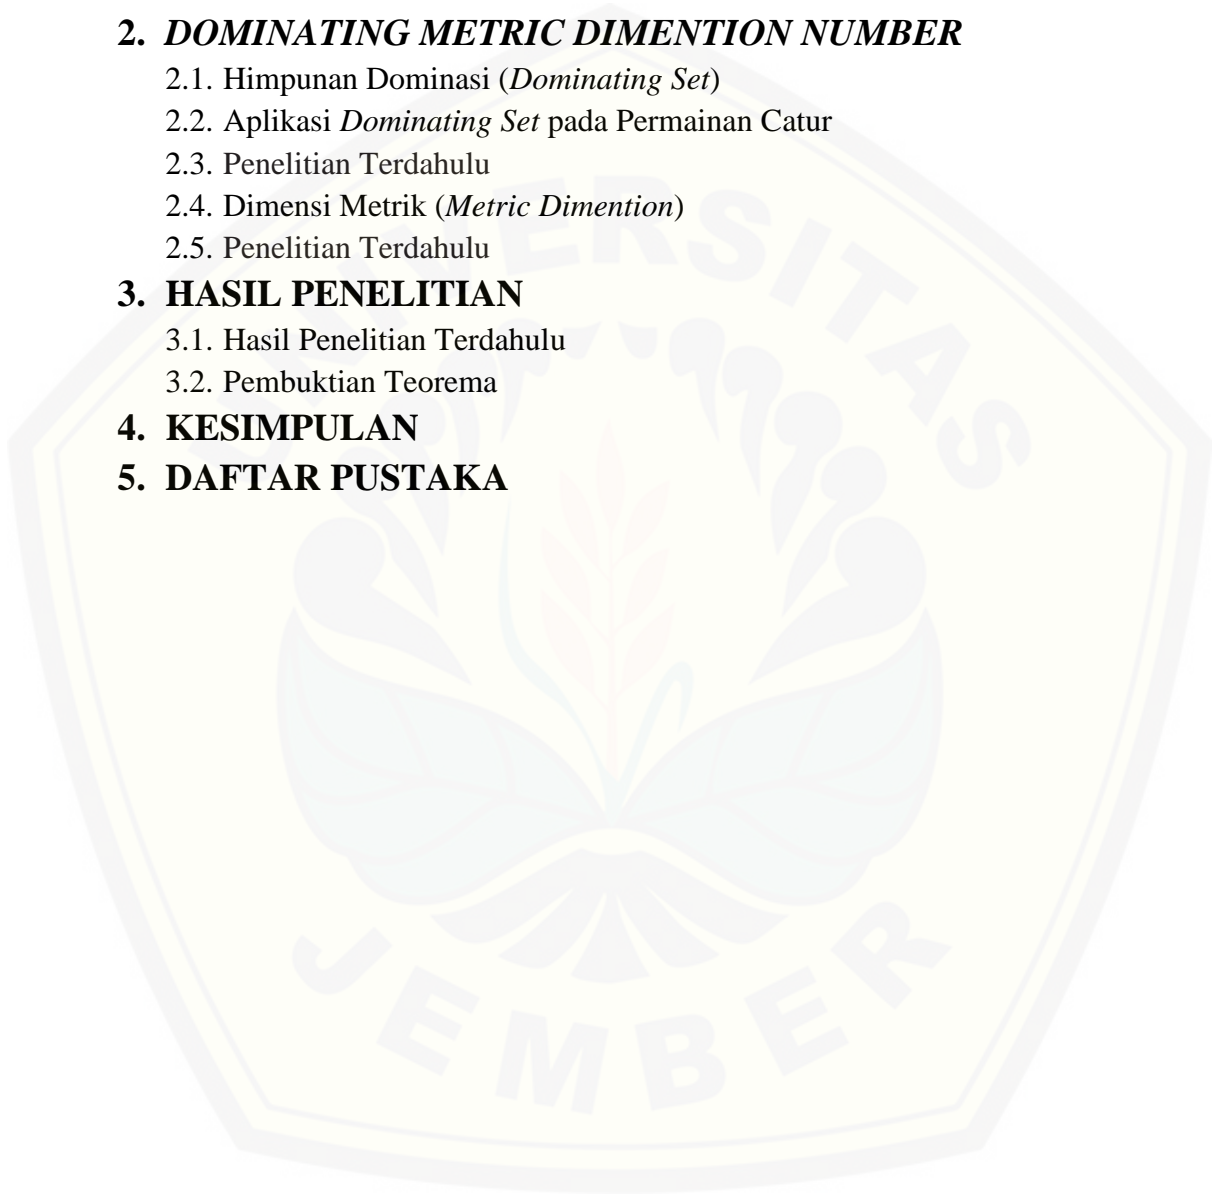 2. DOMINATING METRIC DIMENTION NUMBER
2.1. Himpunan Dominasi (Dominating Set)
2.2. Aplikasi Dominating Set pada Permainan Catur
2.3. Penelitian Terdahulu
2.4. Dimensi Metrik (Metric Dimention)
2.5. Penelitian Terdahulu
3. HASIL PENELITIAN
3.1. Hasil Penelitian Terdahulu
3.2. Pembuktian Teorema
4. KESIMPULAN
5. DAFTAR PUSTAKA
UNIVERSITAS
JEMBER